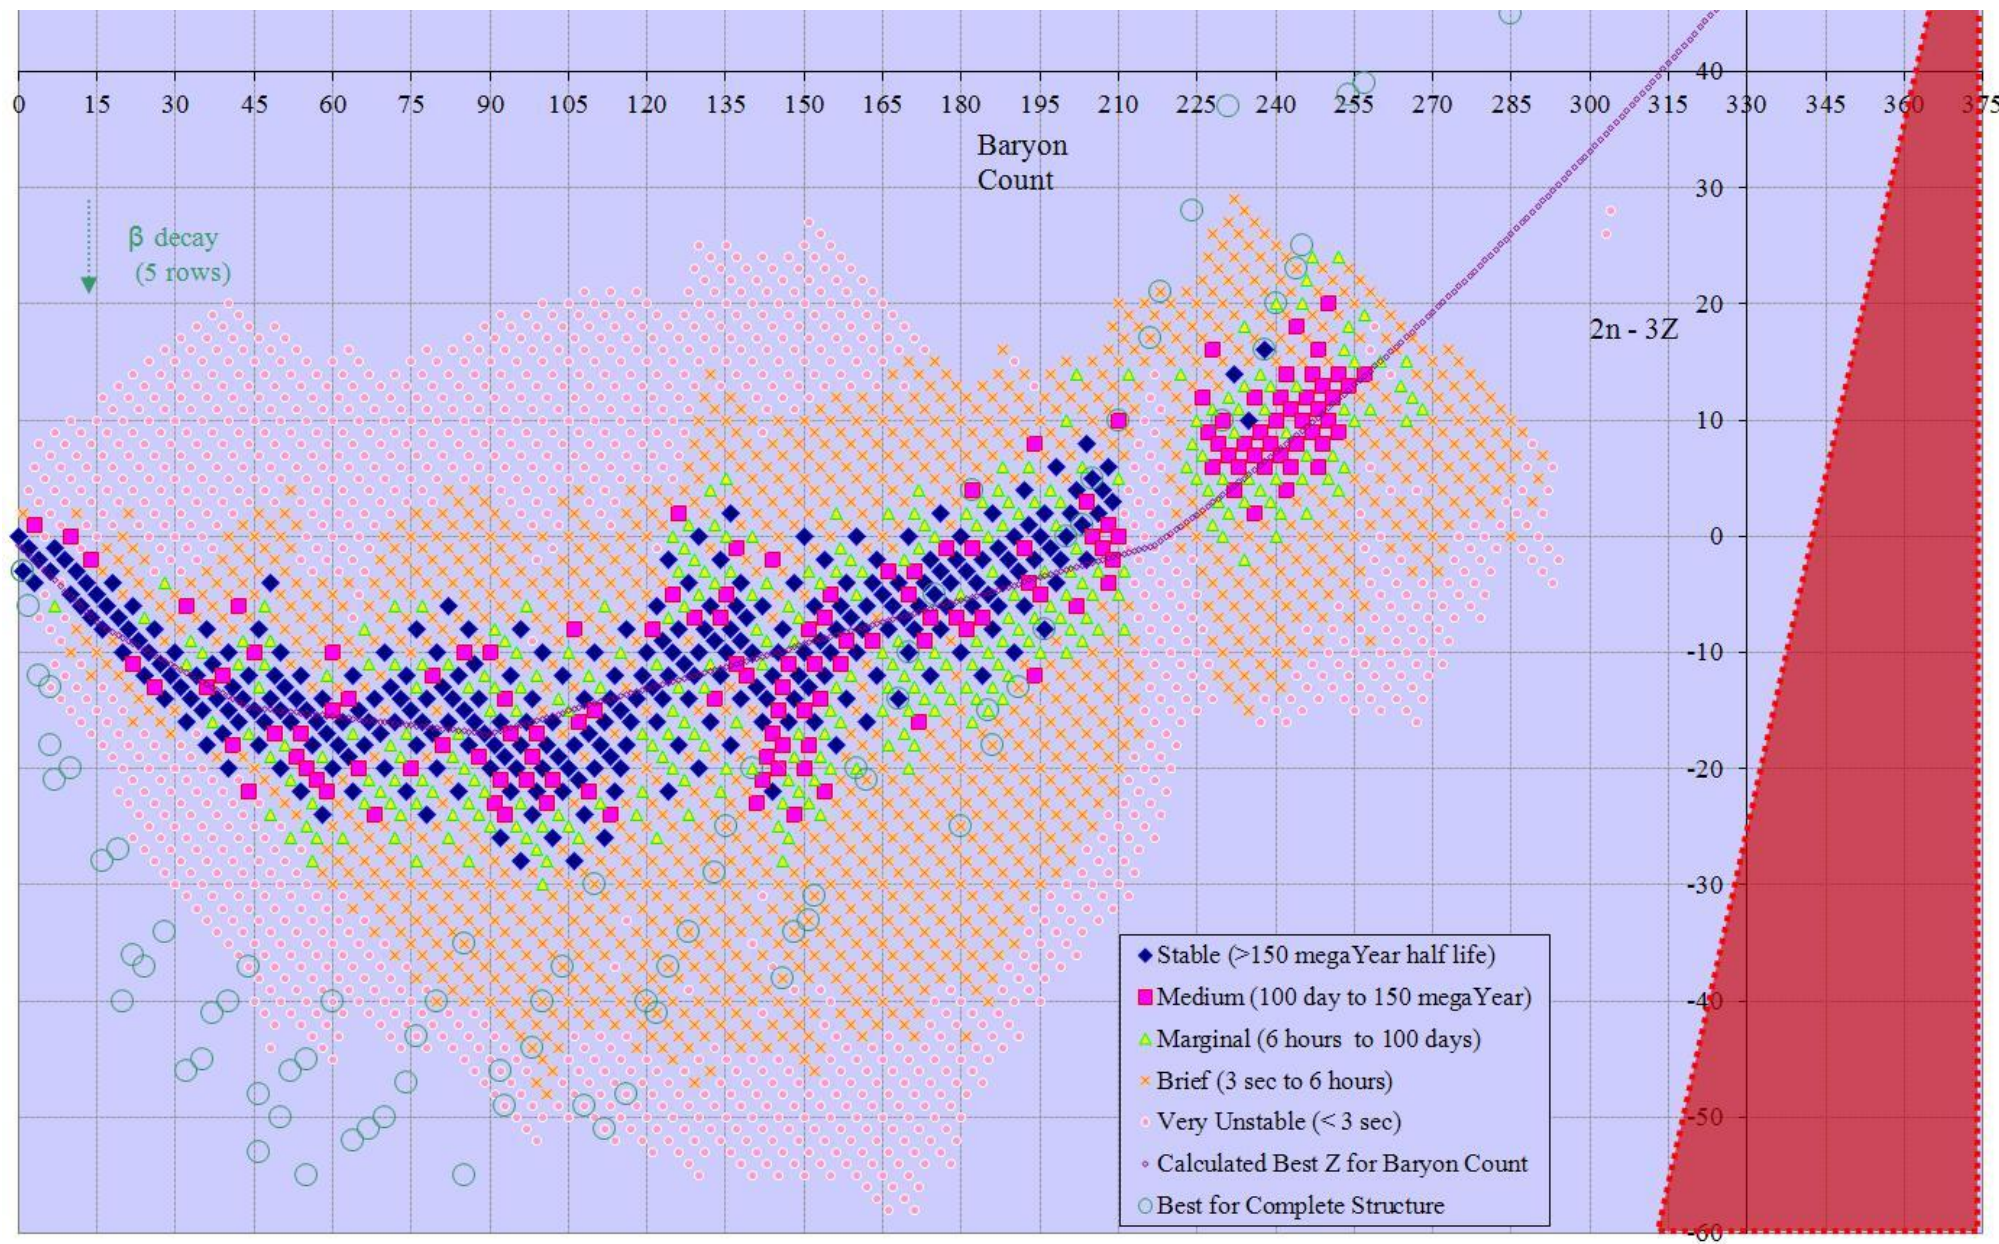 40
0 15 30 45 60 75 90 105 120 135 150 165 180 195 210 225 240 255 270 285 300 315 330 345 360 375
Baryon
Count
30
β decay
(5 rows)
20
2n - 3Z
10
0
-10
-20
-30
Stable (>150 megaYear half life)
Medium (100 day to 150 megaYear)
-40
Marginal (6 hours to 100 days)
Brief (3 sec to 6 hours)
Very Unstable (< 3 sec)
-50
Calculated Best Z for Baryon Count
Best for Complete Structure
-60